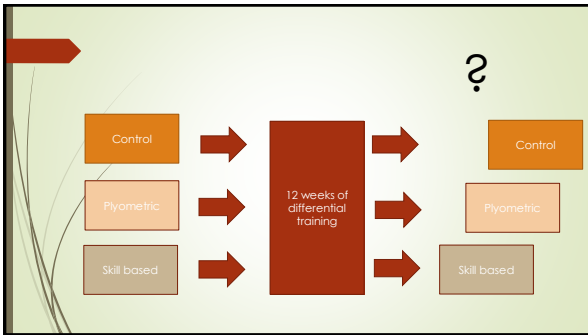 ?
Control
Control
12 weeks of
differential
training
Plyometric
Plyometric
Skill based
Skill based